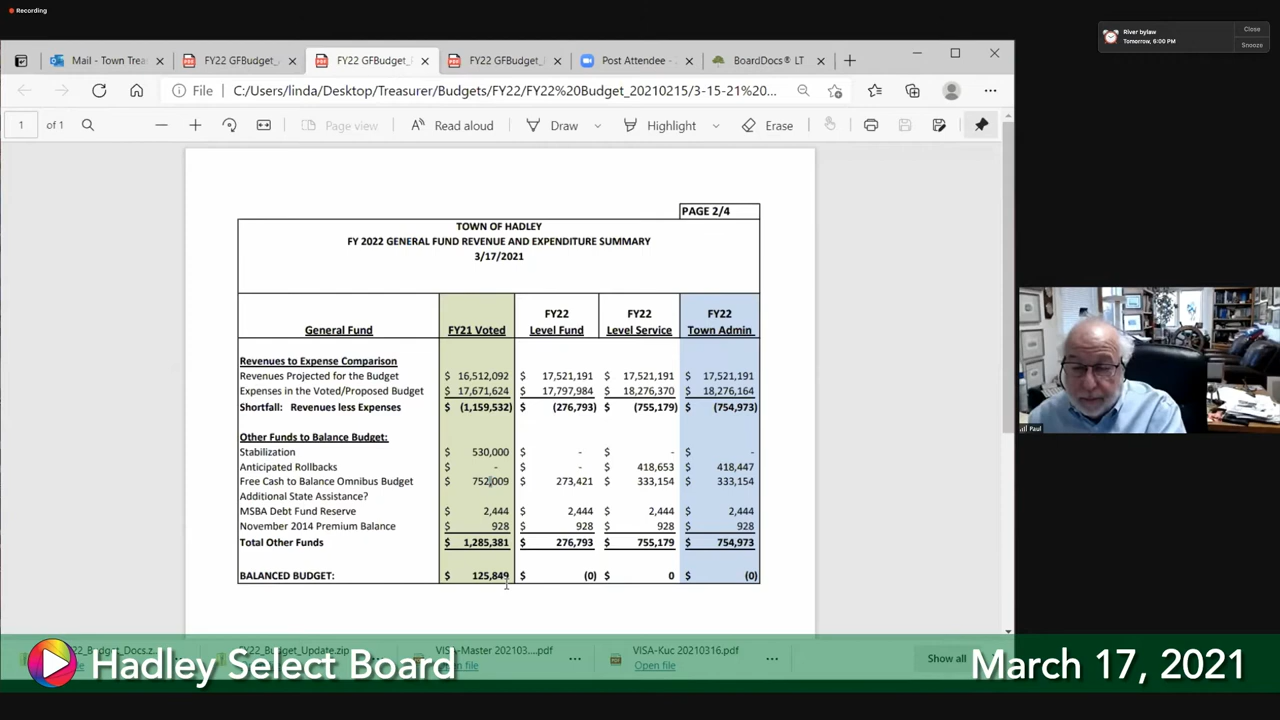 Recording
River bylaw
Tomorrow, 6:00 PM
Close
Snooze
Mail - Town Trea
FY22 GFBudget_
FY22 GFBudget_
FY22 GFBudget_
Post Attendee -
BoardDocs® LT
File C:/Users/linda/Desktop/Treasurer/Budgets/FY22/FY22%20Budget_20210215/3-15-21%20...
1 of 1 Page view Read aloud Draw Highlight Erase
PAGE 2/4
TOWN OF HADLEY
FY 2022 GENERAL FUND REVENUE AND EXPENDITURE SUMMARY
3/17/2021
General Fund FY21 Voted FY22 Level Fund FY22 Level Service FY22 Town Admin
Revenues to Expense Comparison
Revenues Projected for the Budget $ 16,512,092 $ 17,521,191 $ 17,521,191 $ 17,521,191
Expenses in the Voted/Proposed Budget $ 17,671,624 $ 17,797,984 $ 18,276,370 $ 18,276,164
Shortfall: Revenues less Expenses $ (1,159,532) $ (276,793) $ (755,179) $ (754,973)
Other Funds to Balance Budget:
Stabilization $ 530,000 $ - $ - $ -
Anticipated Rollbacks $ - $ - $ 418,653 $ 418,447
Free Cash to Balance Omnibus Budget $ 752,009 $ 273,421 $ 333,154 $ 333,154
Additional State Assistance?
MSBA Debt Fund Reserve $ 2,444 $ 2,444 $ 2,444 $ 2,444
November 2014 Premium Balance $ 928 $ 928 $ 928 $ 928
Total Other Funds $ 1,285,381 $ 276,793 $ 755,179 $ 754,973
BALANCED BUDGET: $ 125,849 $ (0) $ 0 $ (0)
Paul
FY22_Budget_Update.zip
VISA-Master 202103....pdf
Open file
VISA-Kuc 20210316.pdf
Open file
Show all
Hadley Select Board
March 17, 2021